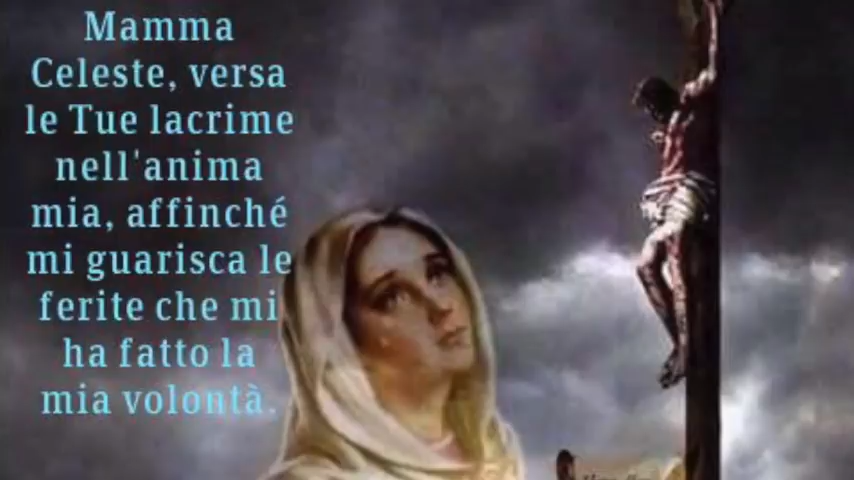 Mamma
Celeste, versa
le Tue lacrime
nell'anima
mia, affinché
mi guarisca le
ferite che mi
ha fatto la
mia volontà.